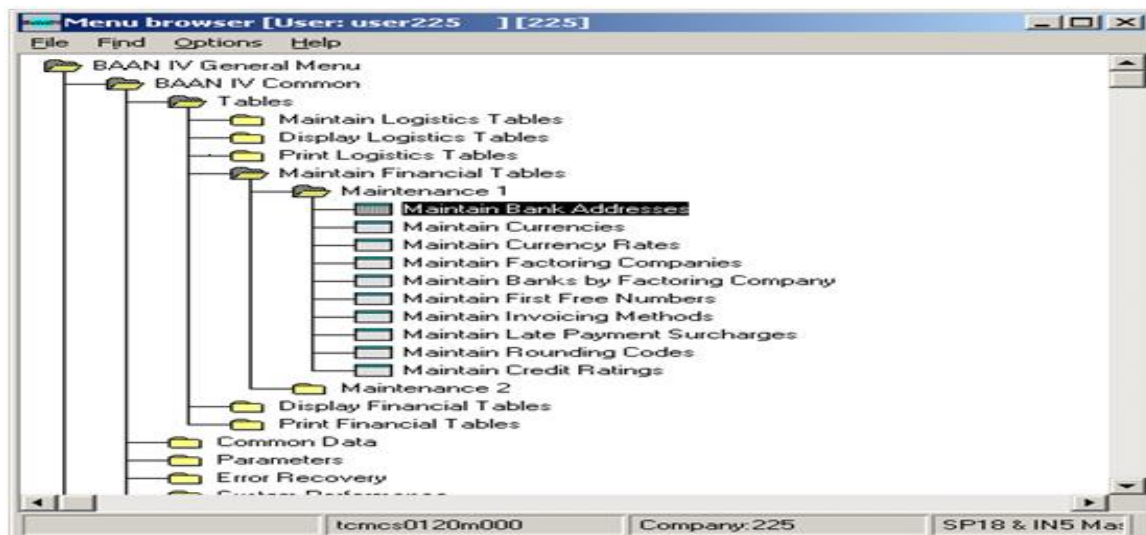 Menu browser [User: user225 ] [225]
File Find Options Help
BAAN IV General Menu
BAAN IV Common
Tables
Maintain Logistics Tables
Display Logistics Tables
Print Logistics Tables
Maintain Financial Tables
Maintenance 1
Maintain Bank Addresses
Maintain Currencies
Maintain Currency Rates
Maintain Factoring Companies
Maintain Banks by Factoring Company
Maintain First Free Numbers
Maintain Invoicing Methods
Maintain Late Payment Surcharges
Maintain Rounding Codes
Maintain Credit Ratings
Maintenance 2
Display Financial Tables
Print Financial Tables
Common Data
Parameters
Error Recovery
tcmcs0120m000 Company:225 SP18 & IN5 Mas